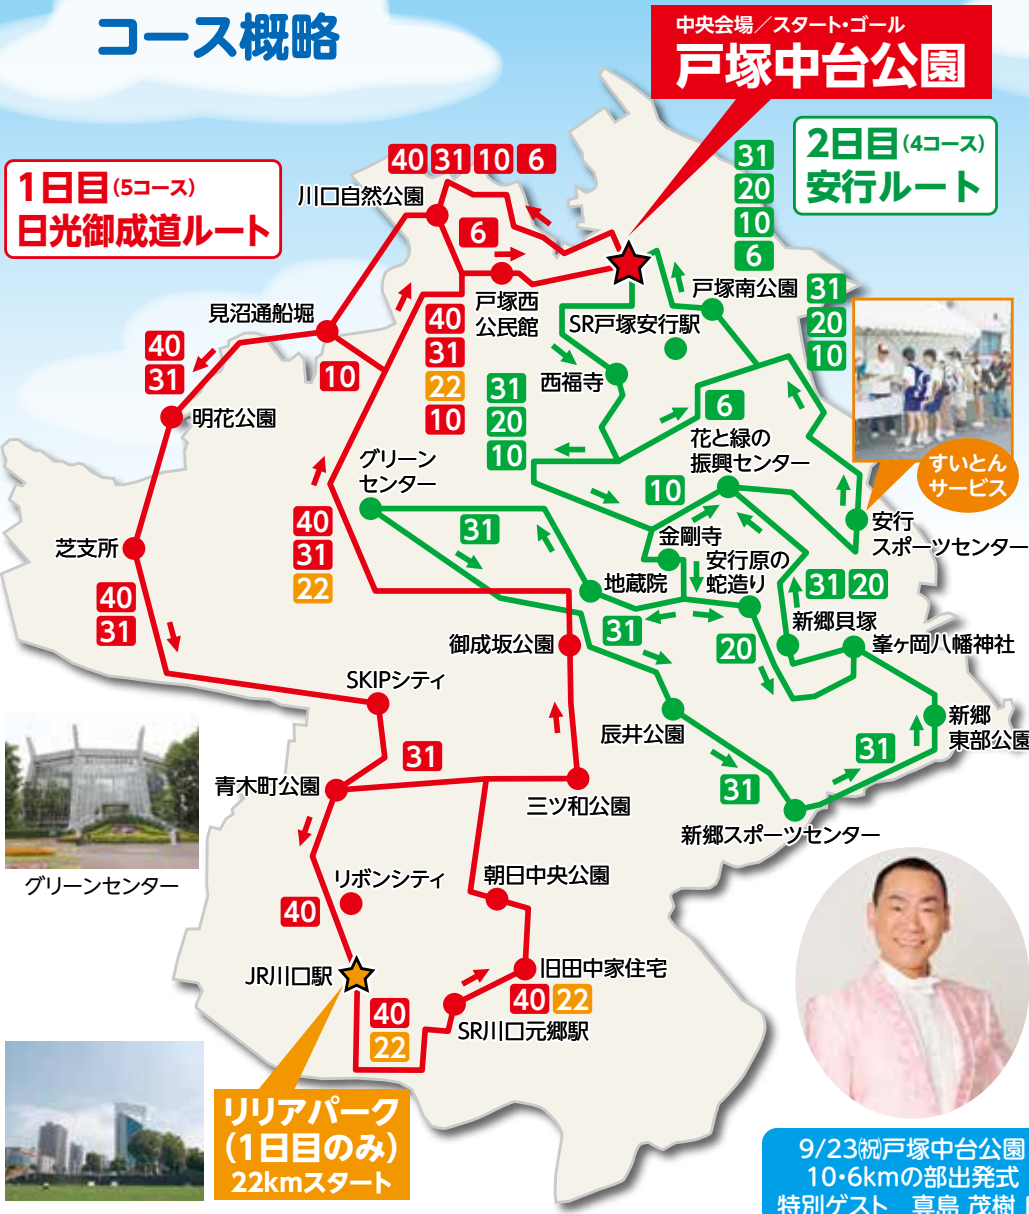 コース概略
中央会場／スタート・ゴール
戸塚中台公園
1日目(5コース)
日光御成道ルート
2日目(4コース)
安行ルート
40 31 10 6
川口自然公園
6
31
20
10
6
戸塚西
公民館
戸塚南公園
SR戸塚安行駅
31
20
10
見沼通船堀
40
31
10
40
31
22
10
西福寺
31
20
10
6
明花公園
花と緑の
振興センター
すいとん
サービス
グリーン
センター
10
安行
スポーツセンター
40
31
22
31
金剛寺
芝支所
地蔵院
安行原の
蛇造り
31 20
40
31
新郷貝塚
31
20
峯ヶ岡八幡神社
御成坂公園
SKIPシティ
辰井公園
新郷
東部公園
31
31
31
青木町公園
三ツ和公園
新郷スポーツセンター
グリーンセンター
リボンシティ
朝日中央公園
40
JR川口駅
旧田中家住宅
40 22
40
22
SR川口元郷駅
リリアパーク
(1日目のみ)
22kmスタート
9/23㈷戸塚中台公園
10・6kmの部出発式
特別ゲスト 真島 茂樹